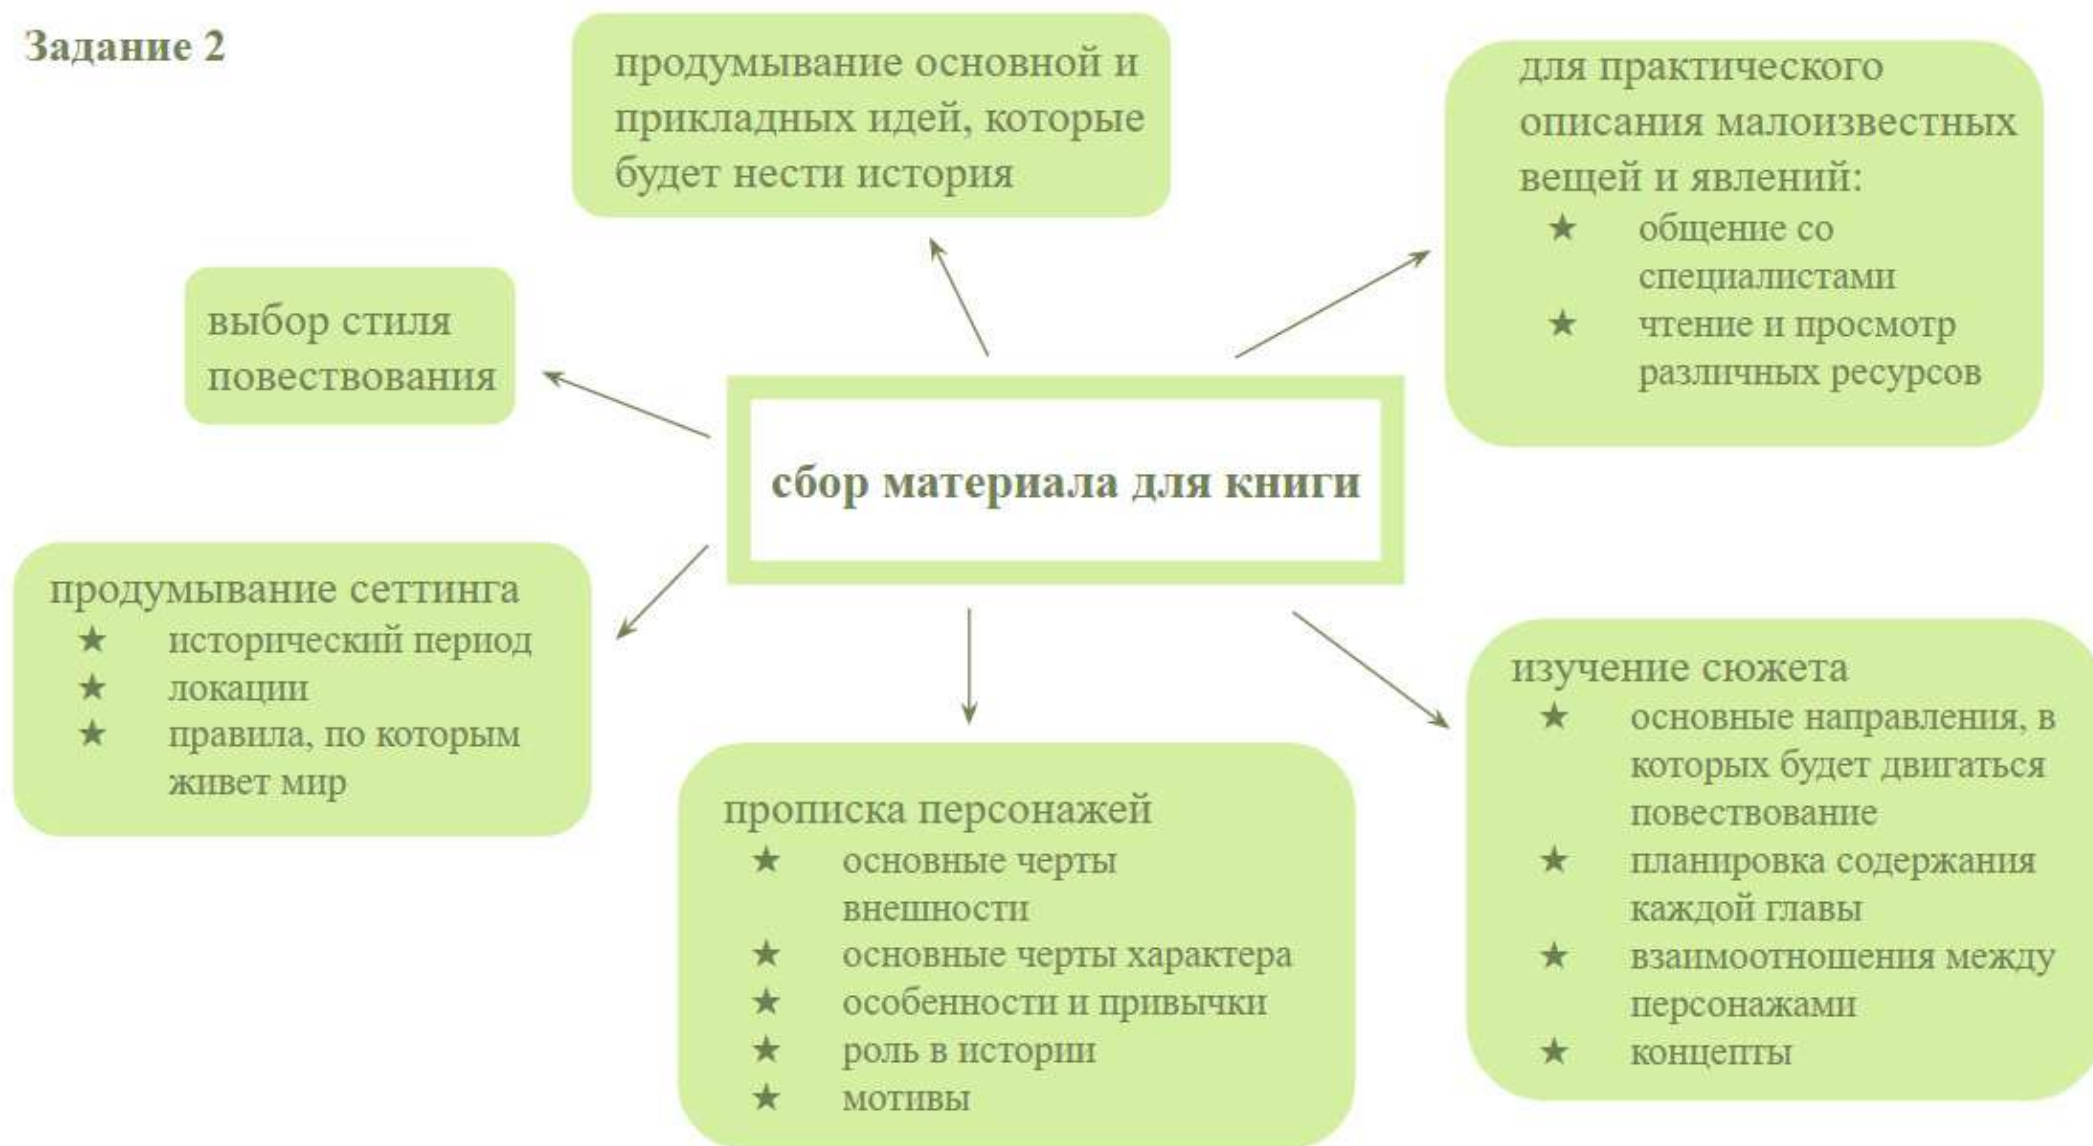 Задание 2
продумывание основной и
прикладных идей, которые
будет нести история
для практического
описания малоизвестных
вещей и явлений:
★ общение со
специалистами
★ чтение и просмотр
различных ресурсов
выбор стиля
повествования
сбор материала для книги
продумывание сеттинга
★ исторический период
★ локации
★ правила, по которым
живет мир
прописка персонажей
★ основные черты
внешности
★ основные черты характера
★ особенности и привычки
★ роль в истории
★ мотивы
изучение сюжета
★ основные направления, в
которых будет двигаться
повествование
★ планировка содержания
каждой главы
★ взаимоотношения между
персонажами
★ концепты